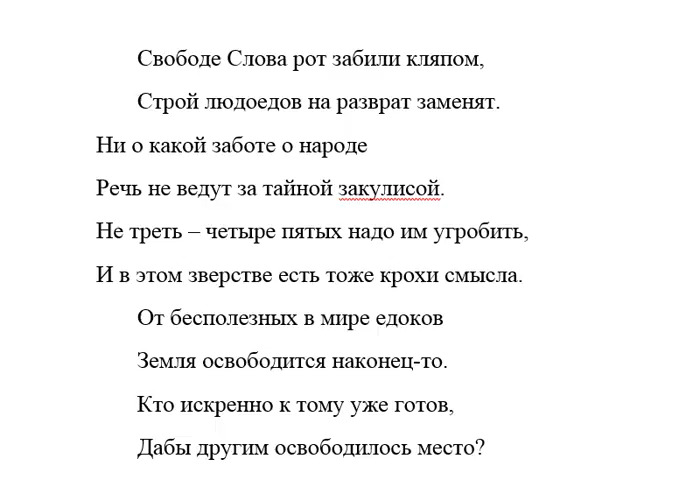 Свободе Слова рот забили кляпом,
Строй людоедов на разврат заменят.
Ни о какой заботе о народе
Речь не ведут за тайной закулисой.
Не треть – четыре пятых надо им угробить,
И в этом зверстве есть тоже крохи смысла.
От бесполезных в мире едоков
Земля освободится наконец-то.
Кто искренно к тому уже готов,
Дабы другим освободилось место?